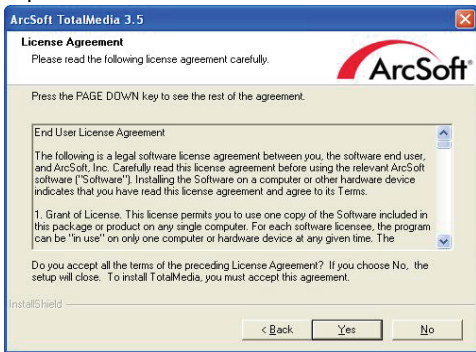 ArcSoft TotalMedia 3.5
License Agreement
Please read the following license agreement carefully.
ArcSoft®
Press the PAGE DOWN key to see the rest of the agreement.
End User License Agreement
The following is a legal software license agreement between you, the software end user,
and ArcSoft, Inc. Carefully read this license agreement before using the relevant ArcSoft
software ("Software"). Installing the Software on a computer or other hardware device
indicates that you have read this license agreement and agree to its Terms.
1. Grant of License. This license permits you to use one copy of the Software included in
this package or product on any single computer. For each software licensee, the program
can be "in use" on only one computer or hardware device at any given time. The
Do you accept all the terms of the preceding License Agreement? If you choose No, the
setup will close. To install TotalMedia, you must accept this agreement.
InstallShield
< Back Yes No